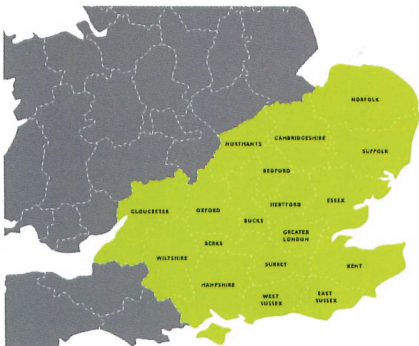 NORFOLK
NORTHANTS
CAMBRIDGESHIRE
SUFFOLK
BEDFORD
HERTFORD
ESSEX
GLOUCESTER
OXFORD
BUCKS
GREATER
LONDON
BERKS
WILTSHIRE
SURREY
KENT
HAMPSHIRE
WEST
SUSSEX
EAST
SUSSEX